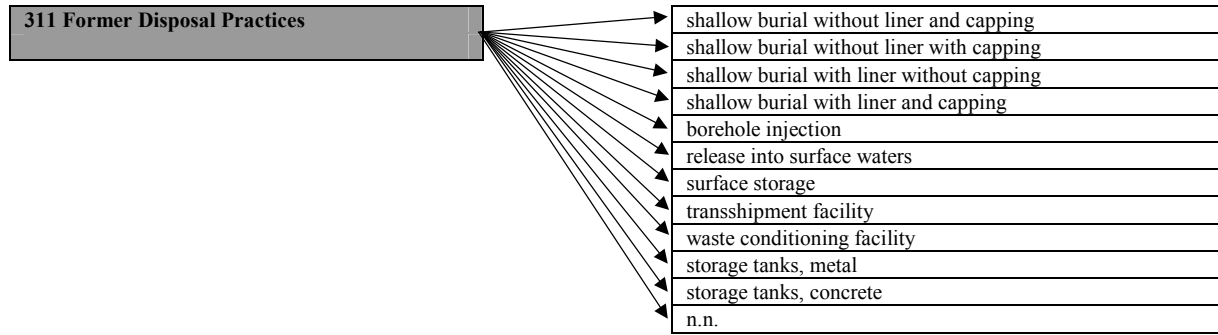 311 Former Disposal Practices
shallow burial without liner and capping
shallow burial without liner with capping
shallow burial with liner without capping
shallow burial with liner and capping
borehole injection
release into surface waters
surface storage
transshipment facility
waste conditioning facility
storage tanks, metal
storage tanks, concrete
n.n.